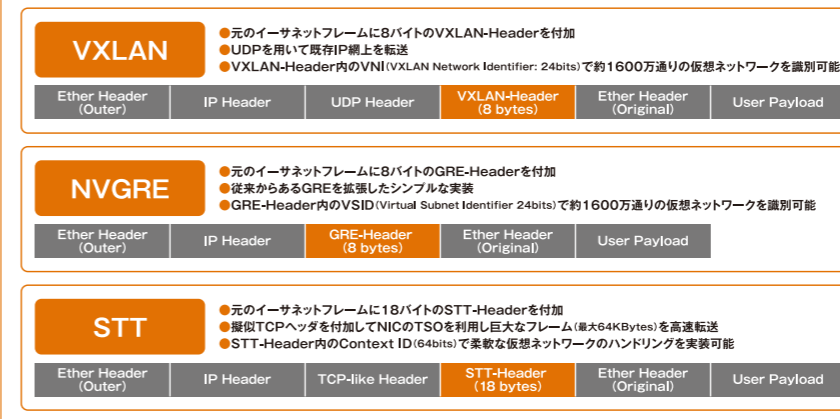 VXLAN
●元のイーサネットフレームに8バイトのVXLAN-Headerを付加
●UDPを用いて既存IP網上を転送
●VXLAN-Header内のVNI(VXLAN Network Identifier: 24bits)で約1600万通りの仮想ネットワークを識別可能
Ether Header
(Outer)
IP Header
UDP Header
VXLAN-Header
(8 bytes)
Ether Header
(Original)
User Payload
NVGRE
●元のイーサネットフレームに8バイトのGRE-Headerを付加
●従来からあるGREを拡張したシンプルな実装
●GRE-Header内のVSID(Virtual Subnet Identifier 24bits)で約1600万通りの仮想ネットワークを識別可能
Ether Header
(Outer)
IP Header
GRE-Header
(8 bytes)
Ether Header
(Original)
User Payload
STT
●元のイーサネットフレームに18バイトのSTT-Headerを付加
●擬似TCPヘッダを付加してNICのTSOを利用し巨大なフレーム(最大64KBytes)を高速転送
●STT-Header内のContext ID(64bits)で柔軟な仮想ネットワークのハンドリングを実装可能
Ether Header
(Outer)
IP Header
TCP-like Header
STT-Header
(18 bytes)
Ether Header
(Original)
User Payload